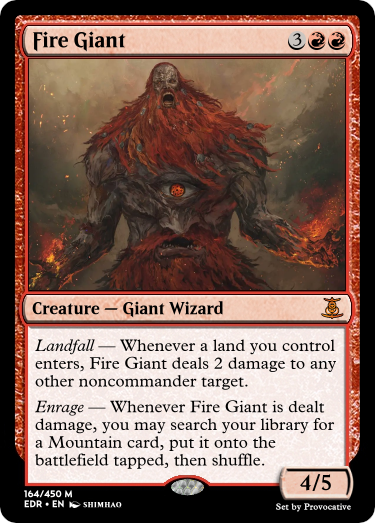 Fire Giant 3
Creature — Giant Wizard
Landfall — Whenever a land you control
enters, Fire Giant deals 2 damage to any
other noncommander target.
Enrage — Whenever Fire Giant is dealt
damage, you may search your library for
a Mountain card, put it onto the
battlefield tapped, then shuffle.
4/5
164/450 M
EDR • EN SHIMHAO
Set by Provocative